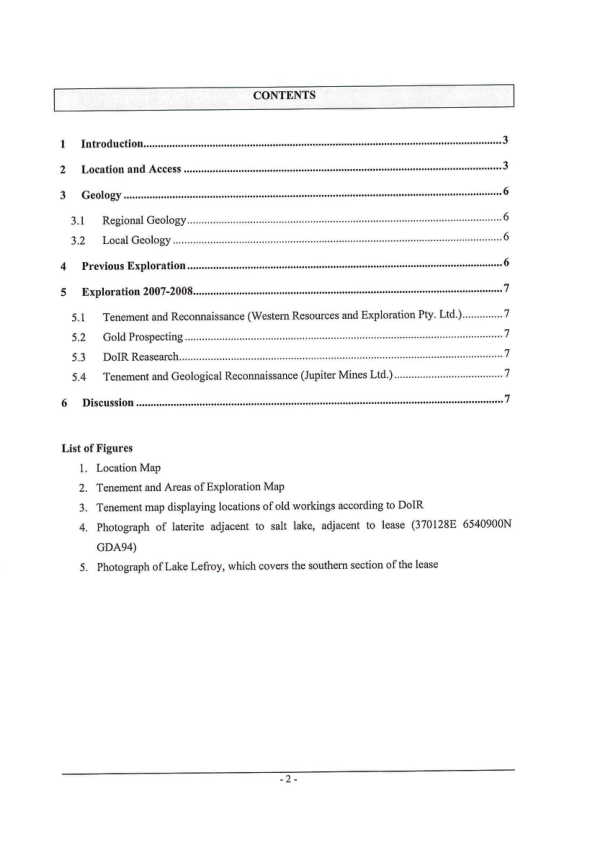 CONTENTS
1 Introduction..........3
2 Location and Access..........3
3 Geology..........6
3.1 Regional Geology..........6
3.2 Local Geology..........6
4 Previous Exploration..........6
5 Exploration 2007-2008..........7
5.1 Tenement and Reconnaissance (Western Resources and Exploration Pty. Ltd.)..........7
5.2 Gold Prospecting..........7
5.3 DoIR Reasearch..........7
5.4 Tenement and Geological Reconnaissance (Jupiter Mines Ltd.)..........7
6 Discussion..........7
List of Figures
1. Location Map
2. Tenement and Areas of Exploration Map
3. Tenement map displaying locations of old workings according to DoIR
4. Photograph of laterite adjacent to salt lake, adjacent to lease (370128E 6540900N
GDA94)
5. Photograph of Lake Lefroy, which covers the southern section of the lease
- 2 -